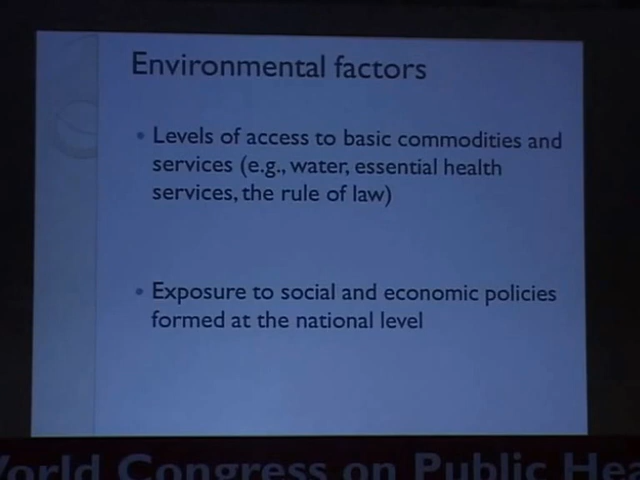 Environmental factors
• Levels of access to basic commodities and
services (e.g., water, essential health
services, the rule of law)
• Exposure to social and economic policies
formed at the national level
World Congress on Public Hea